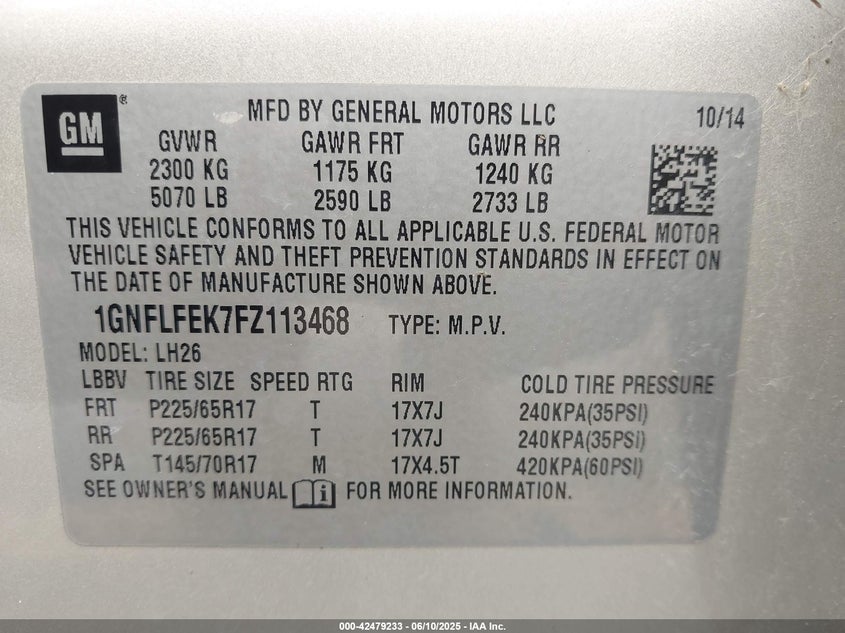 GM ® MFD BY GENERAL MOTORS LLC 10/14
GVWR GAWR FRT GAWR RR
2300 KG 1175 KG 1240 KG
5070 LB 2590 LB 2733 LB
THIS VEHICLE CONFORMS TO ALL APPLICABLE U.S. FEDERAL MOTOR
VEHICLE SAFETY AND THEFT PREVENTION STANDARDS IN EFFECT ON
THE DATE OF MANUFACTURE SHOWN ABOVE.
1GNFLFEK7FZ113468 TYPE: M.P.V.
MODEL: LH26
LBBV TIRE SIZE SPEED RTG RIM COLD TIRE PRESSURE
FRT P225/65R17 T 17X7J 240KPA(35PSI)
RR P225/65R17 T 17X7J 240KPA(35PSI)
SPA T145/70R17 M 17X4.5T 420KPA(60PSI)
SEE OWNER'S MANUAL i FOR MORE INFORMATION.
000-42479233 - 06/10/2025 - IAA Inc.